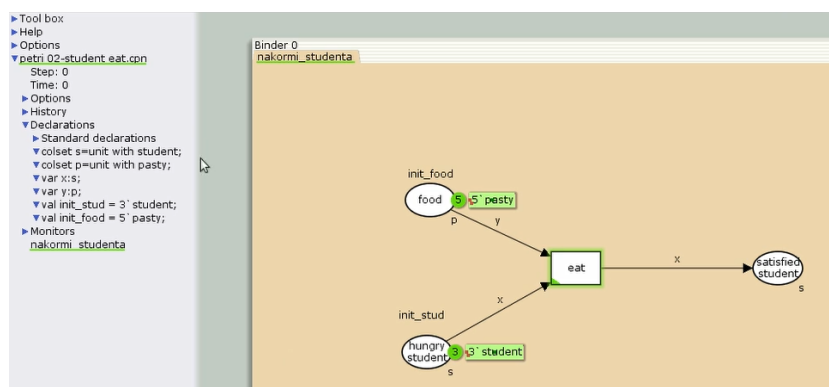 Tool box
Help
Options
petri 02-student eat.cpn
Step: 0
Time: 0
Options
History
Declarations
Standard declarations
colset s=unit with student;
colset p=unit with pasty;
var x:s;
var y:p;
val init_stud = 3`student;
val init_food = 5`pasty;
Monitors
nakormi_studenta
Binder 0
nakormi_studenta
init_food
food
5
5`pasty
p
y
eat
x
satisfied
student
s
x
init_stud
hungry
student
3
3`student
s